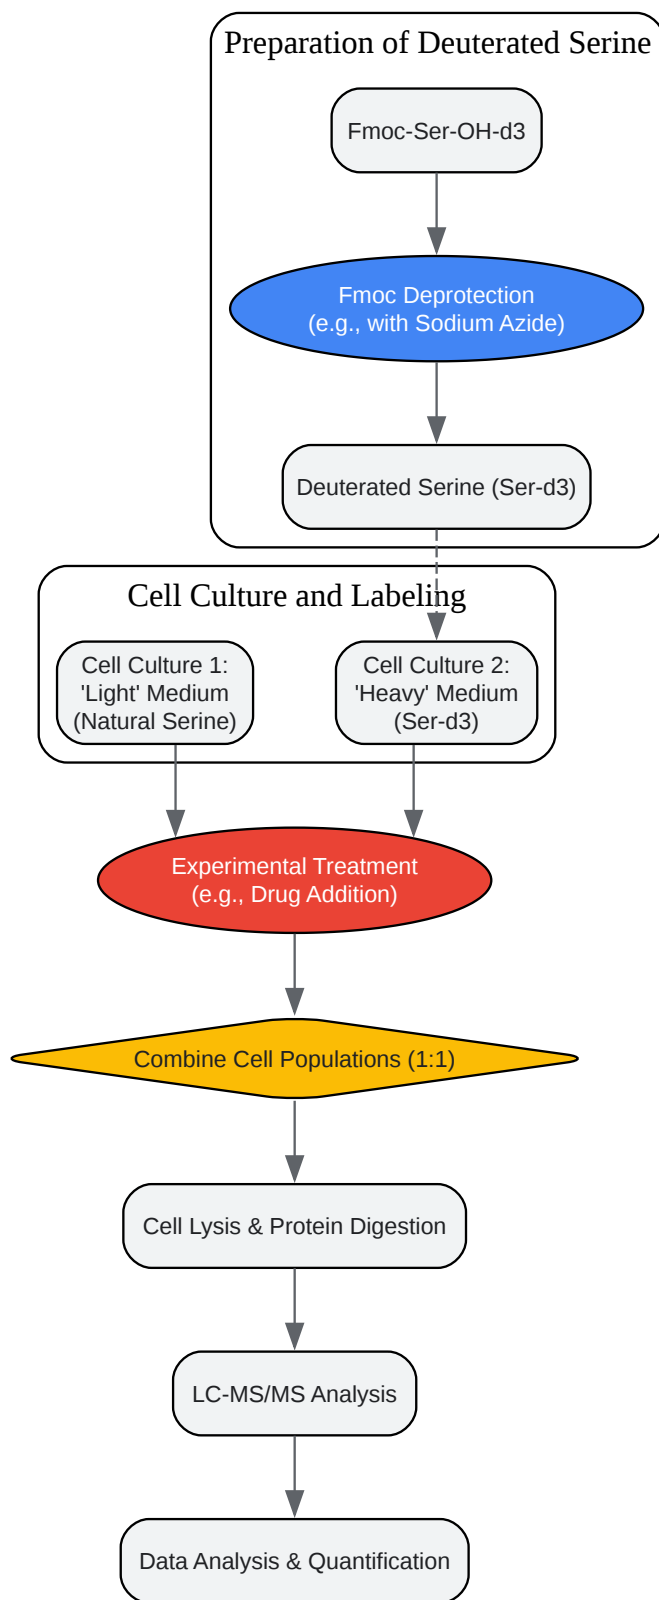 Preparation of Deuterated Serine
Fmoc-Ser-OH-d3
Fmoc Deprotection
(e.g., with Sodium Azide)
Deuterated Serine (Ser-d3)
Cell Culture and Labeling
Cell Culture 1:
'Light' Medium
(Natural Serine)
Cell Culture 2:
'Heavy' Medium
(Ser-d3)
Experimental Treatment
(e.g., Drug Addition)
Combine Cell Populations (1:1)
Cell Lysis & Protein Digestion
LC-MS/MS Analysis
Data Analysis & Quantification